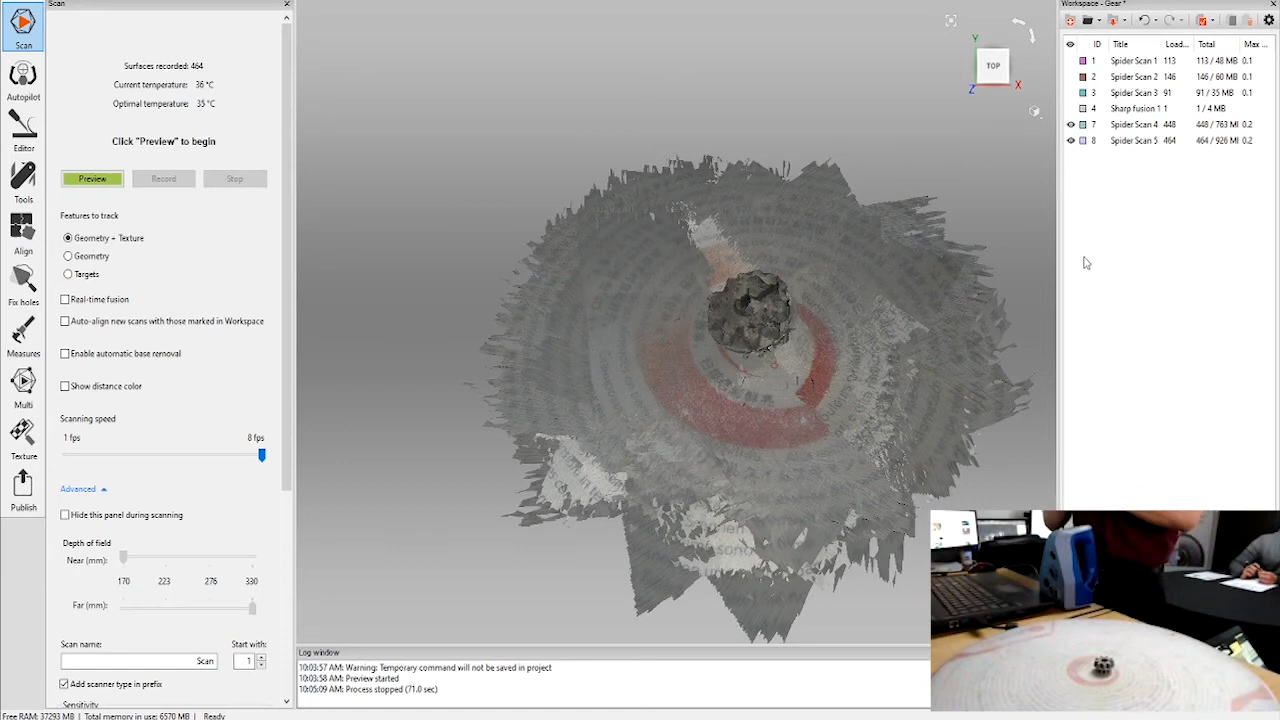 Scan
Workspace - Gear *
Scan
Autopilot
Editor
Tools
Align
Fix holes
Measures
Multi
Texture
Publish
Surfaces recorded: 464
Current temperature: 36 °C
Optimal temperature: 35 °C
Click "Preview" to begin
Preview Record Stop
Features to track
Geometry + Texture
Geometry
Targets
Real-time fusion
Auto-align new scans with those marked in Workspace
Enable automatic base removal
Show distance color
Scanning speed
1 fps 8 fps
Advanced
Hide this panel during scanning
Depth of field
Near (mm):
170 223 276 330
Far (mm):
Scan name: Start with:
Scan 1
Add scanner type in prefix
Sensitivity
Y
TOP
Z X
ID Title Load... Total Max ...
1 Spider Scan 1 113 113 / 48 MB 0.1
2 Spider Scan 2 146 146 / 60 MB 0.1
3 Spider Scan 3 91 91 / 35 MB 0.1
4 Sharp fusion 1 1 1 / 4 MB
7 Spider Scan 4 448 448 / 763 MI 0.2
8 Spider Scan 5 464 464 / 926 MI 0.2
Log window
10:03:57 AM: Warning: Temporary command will not be saved in project
10:03:58 AM: Preview started
10:05:09 AM: Process stopped (71.0 sec)
Free RAM: 37293 MB | Total memory in use: 6570 MB | Ready